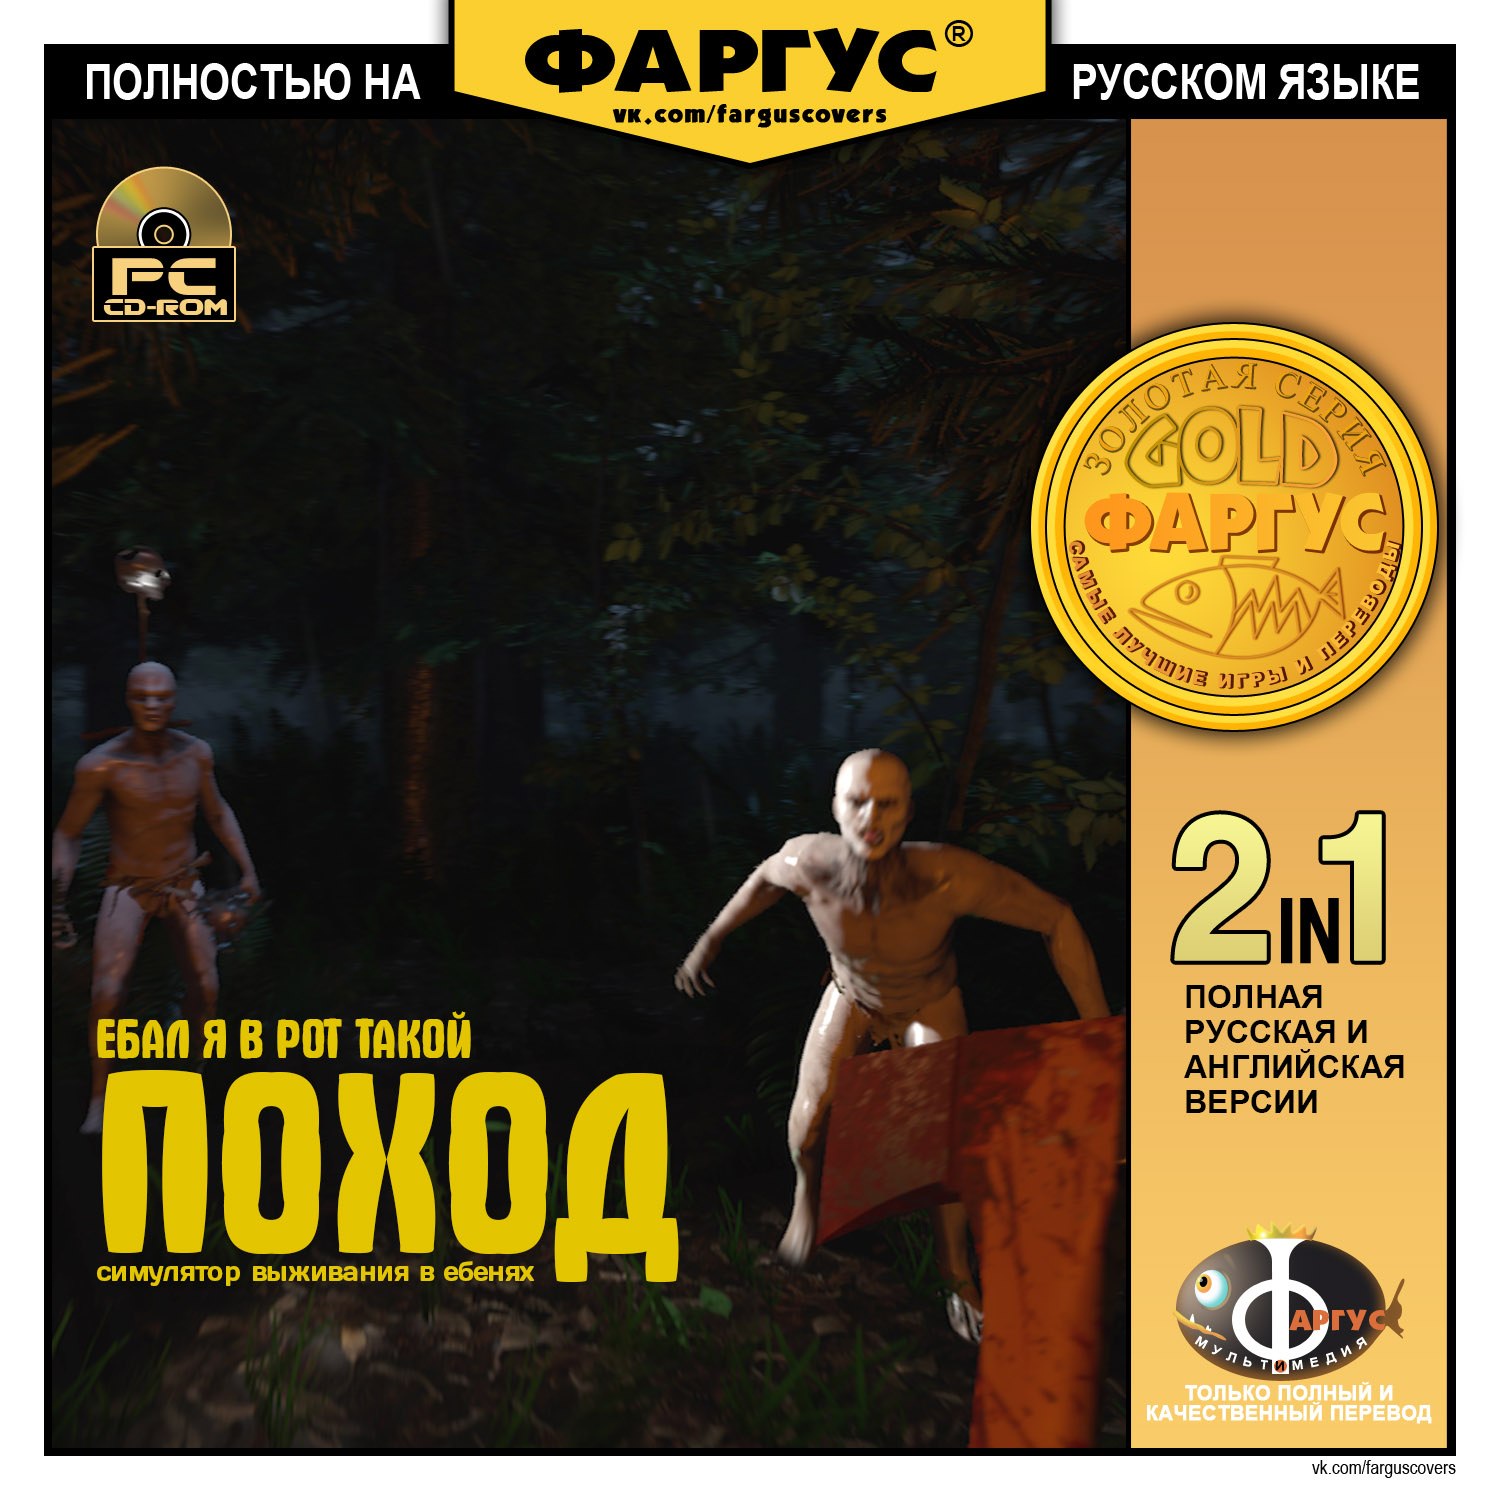 ФАРГУС®
vk.com/farguscovers
ПОЛНОСТЬЮ НА
РУССКОМ ЯЗЫКЕ
PC
CD-ROM
ЗОЛОТАЯ СЕРИЯ
GOLD
ФАРГУС
САМЫЕ ЛУЧШИЕ ИГРЫ И ПЕРЕВОДЫ
2IN1
ПОЛНАЯ
РУССКАЯ И
АНГЛИЙСКАЯ
ВЕРСИИ
ЕБАЛ Я В РОТ ТАКОЙ
ПОХОД
симулятор выживания в ебенях
ФАРГУС
МУЛЬТИМЕДИЯ
ТОЛЬКО ПОЛНЫЙ И
КАЧЕСТВЕННЫЙ ПЕРЕВОД
vk.com/farguscovers